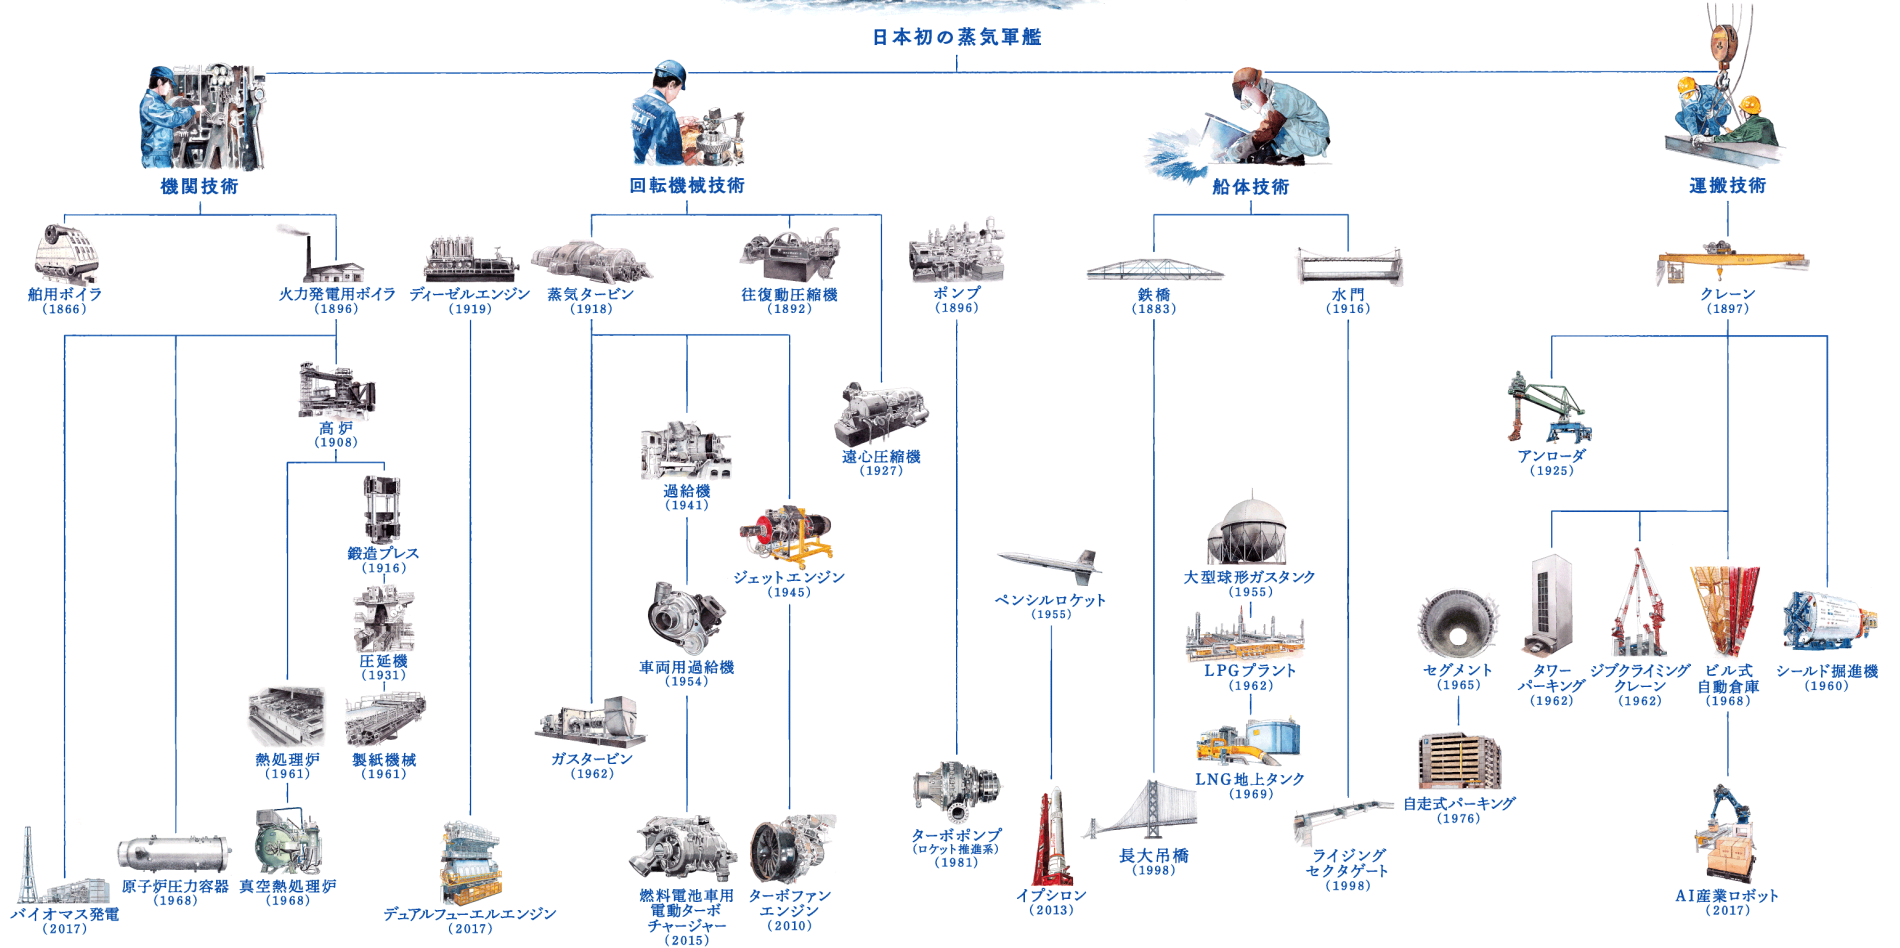 日本初の蒸気軍艦
機関技術
回転機械技術
船体技術
運搬技術
舶用ボイラ
(1866)
火力発電用ボイラ
(1896)
ディーゼルエンジン
(1919)
蒸気タービン
(1918)
往復動圧縮機
(1892)
ポンプ
(1896)
鉄橋
(1883)
水門
(1916)
クレーン
(1897)
高炉
(1908)
遠心圧縮機
(1927)
アンローダ
(1925)
過給機
(1941)
鍛造プレス
(1916)
ジェットエンジン
(1945)
ペンシルロケット
(1955)
大型球形ガスタンク
(1955)
圧延機
(1931)
車両用過給機
(1954)
LPGプラント
(1962)
セグメント
(1965)
タワー
パーキング
(1962)
ジブクライミング
クレーン
(1962)
ビル式
自動倉庫
(1968)
シールド掘進機
(1960)
熱処理炉
(1961)
製紙機械
(1961)
ガスタービン
(1962)
LNG地上タンク
(1969)
自走式パーキング
(1976)
ターボポンプ
(ロケット推進系)
(1981)
長大吊橋
(1998)
ライジング
セクタゲート
(1998)
バイオマス発電
(2017)
原子炉圧力容器
(1968)
真空熱処理炉
(1968)
デュアルフューエルエンジン
(2017)
燃料電池車用
電動ターボ
チャージャー
(2015)
ターボファン
エンジン
(2010)
イプシロン
(2013)
AI産業ロボット
(2017)